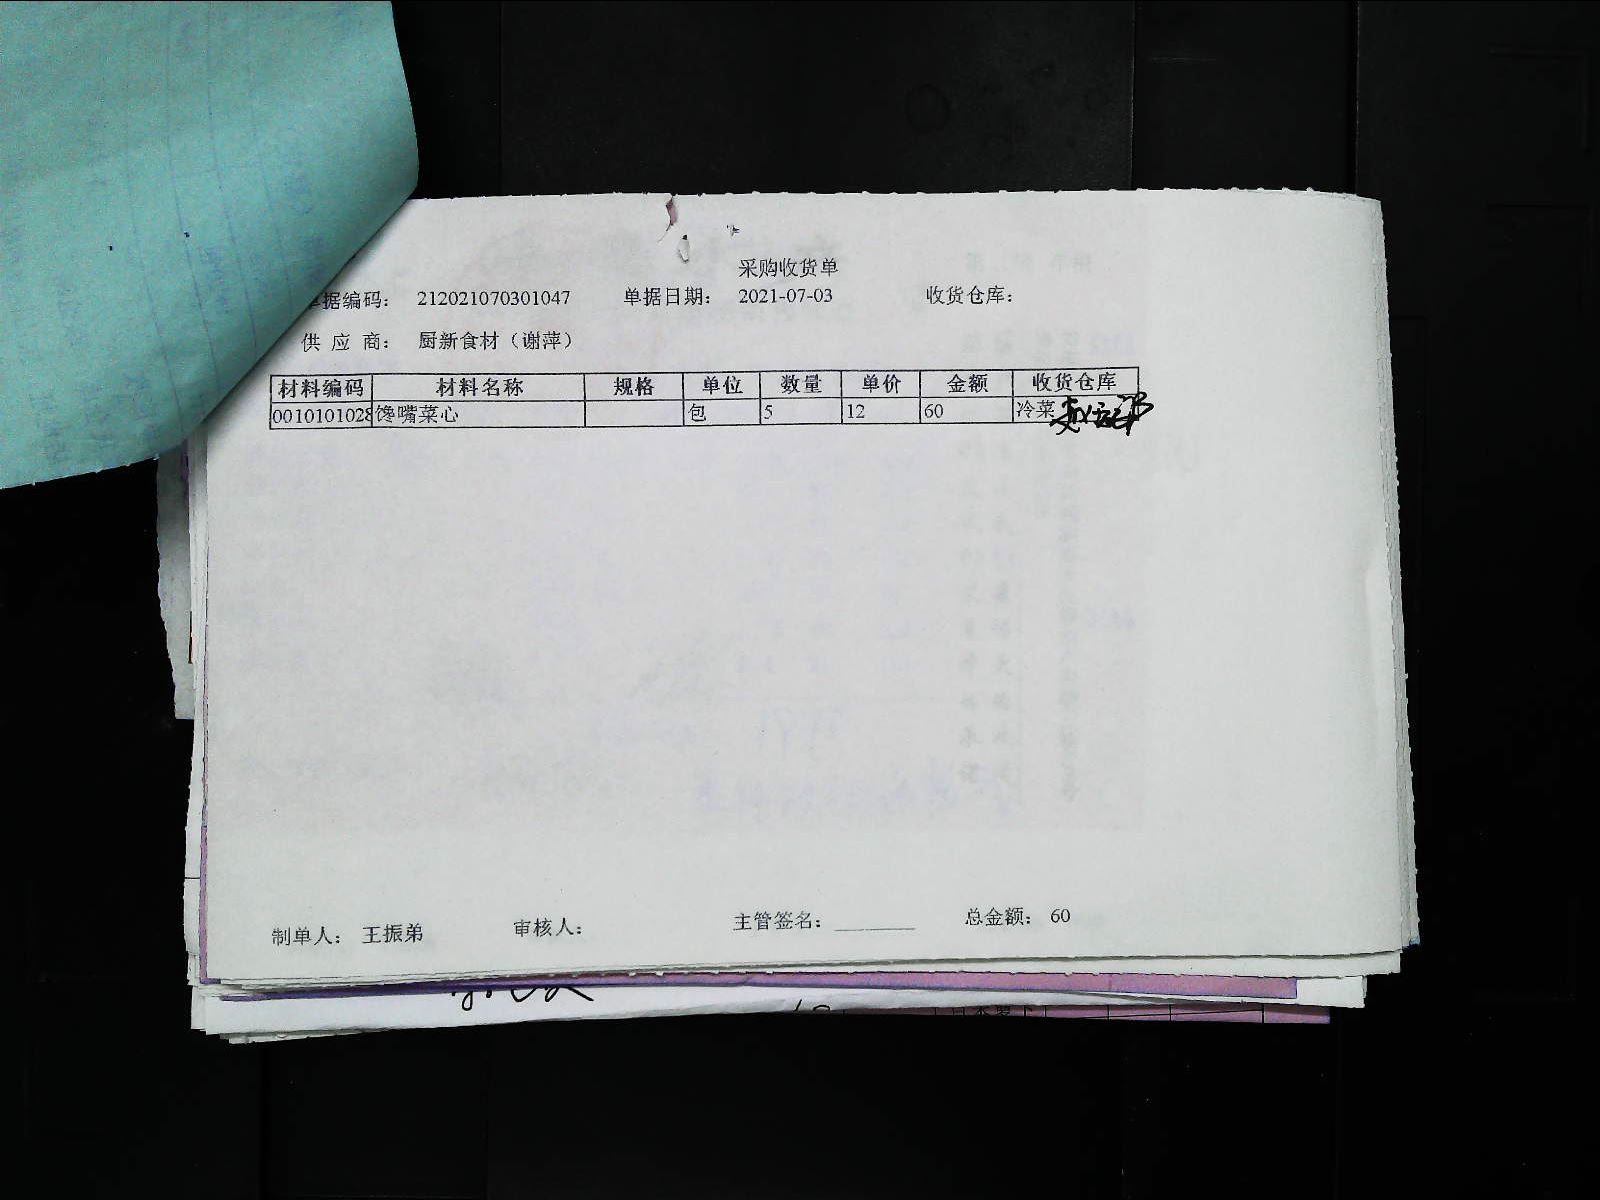 采购收货单
单据编码： 212021070301047 单据日期： 2021-07-03 收货仓库：
供 应 商： 厨新食材（谢萍）
材料编码 材料名称 规格 单位 数量 单价 金额 收货仓库
0010101028 馋嘴菜心 包 5 12 60 冷菜
制单人： 王振弟 审核人： 主管签名：________ 总金额： 60